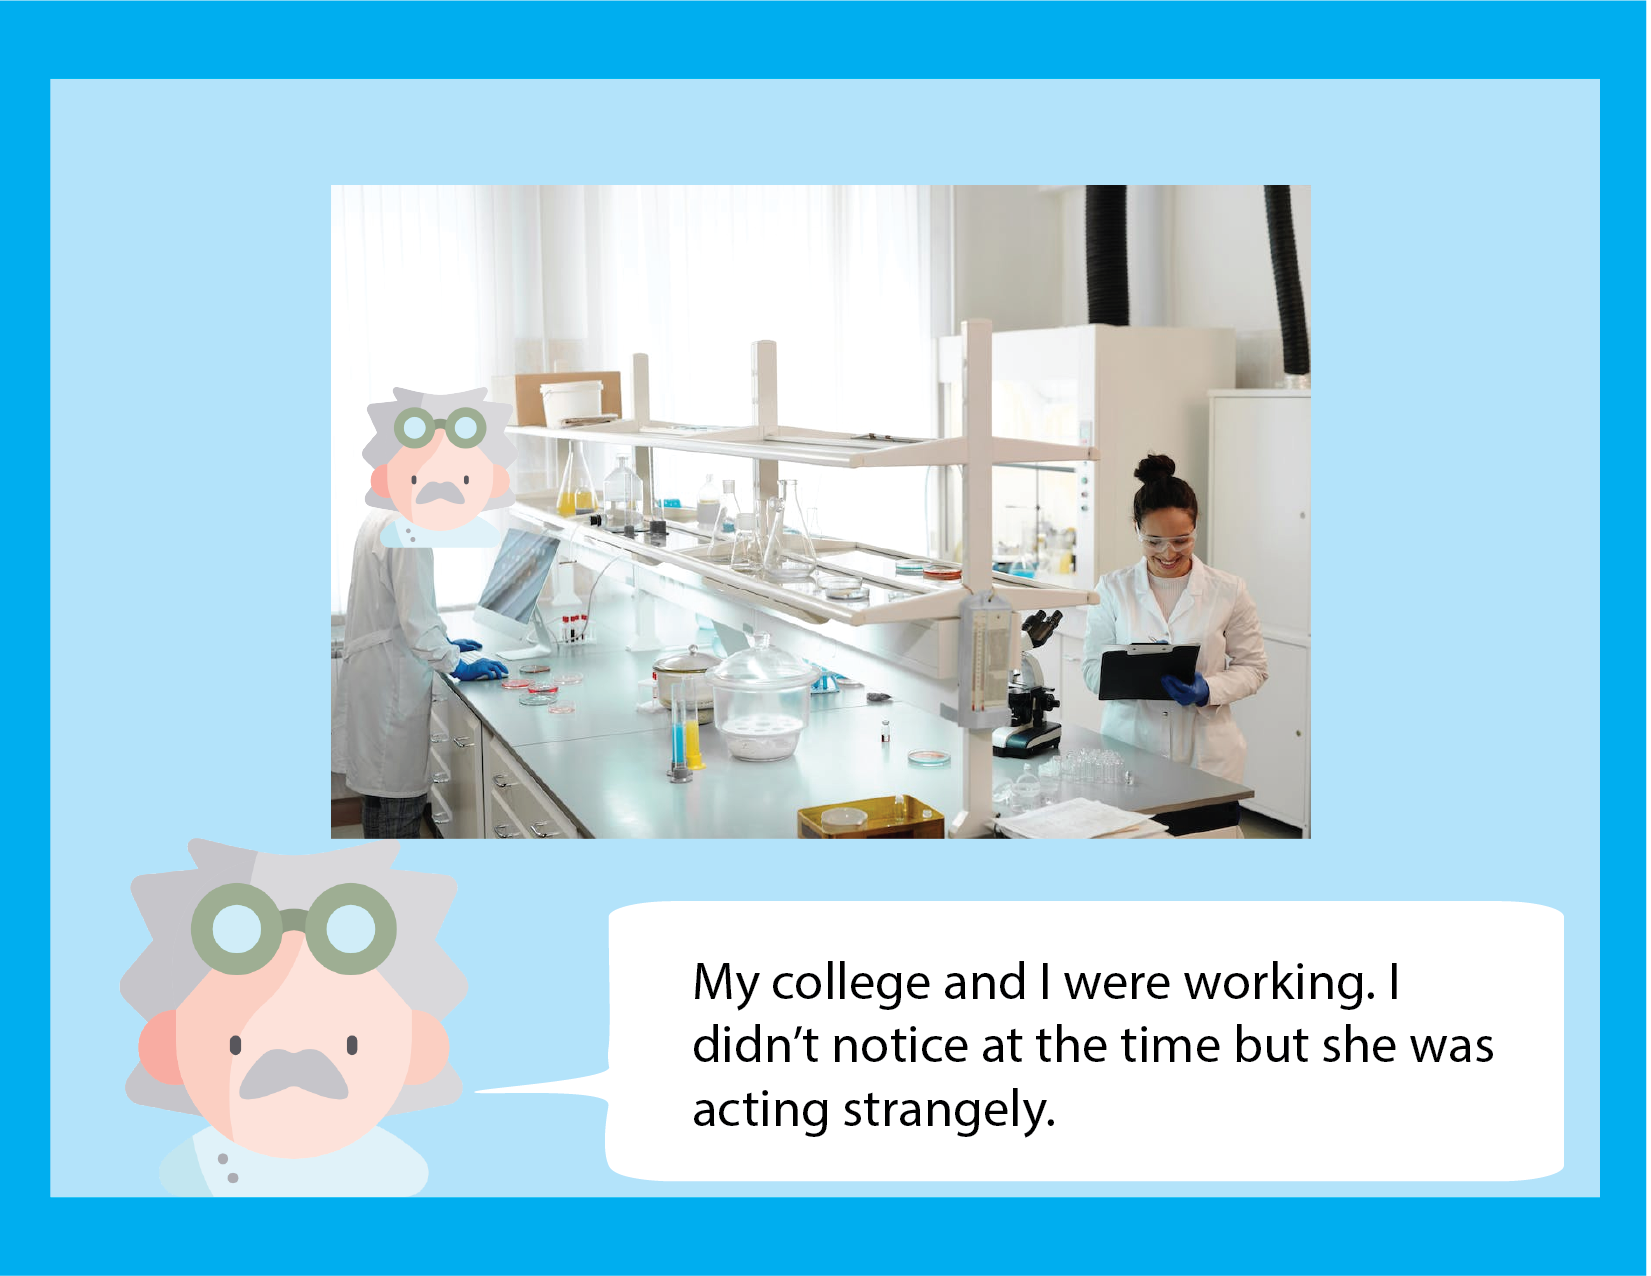 My college and I were working. I
didn’t notice at the time but she was
acting strangely.